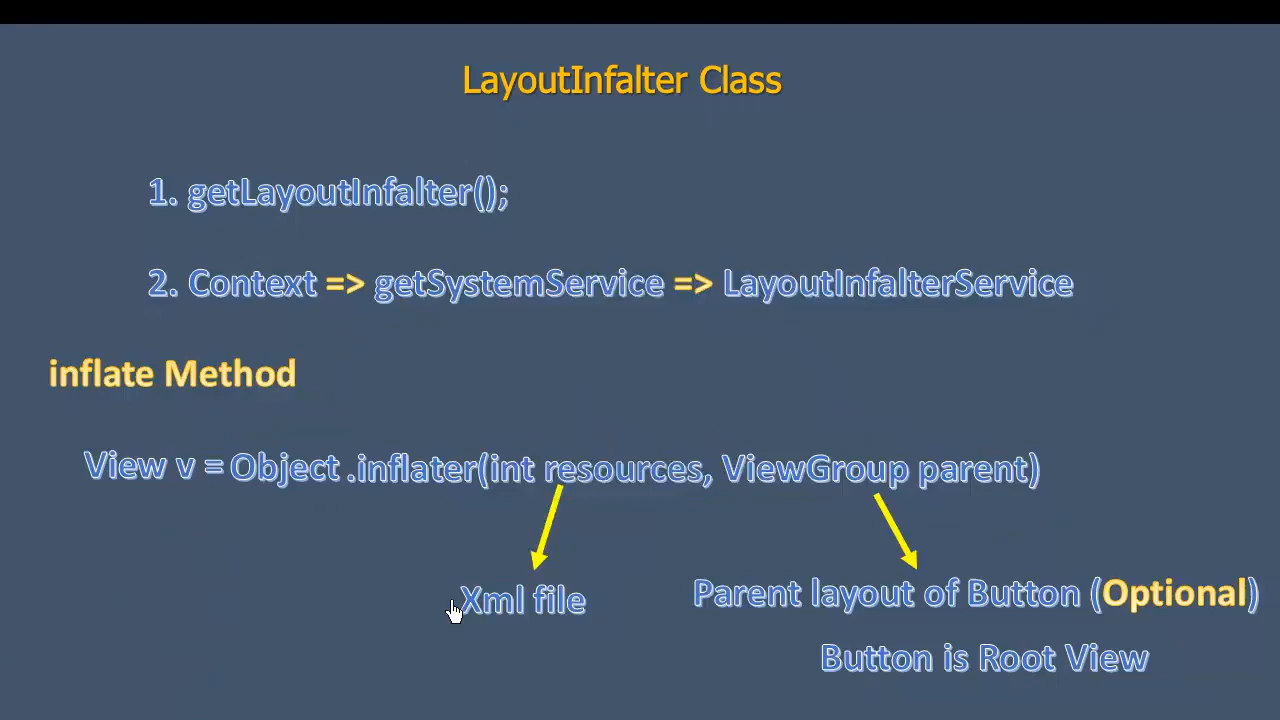 LayoutInfalter Class
1. getLayoutInfalter();
2. Context => getSystemService => LayoutInfalterService
inflate Method
View v = Object .inflater(int resources, ViewGroup parent)
Xml file
Parent layout of Button (Optional)
Button is Root View